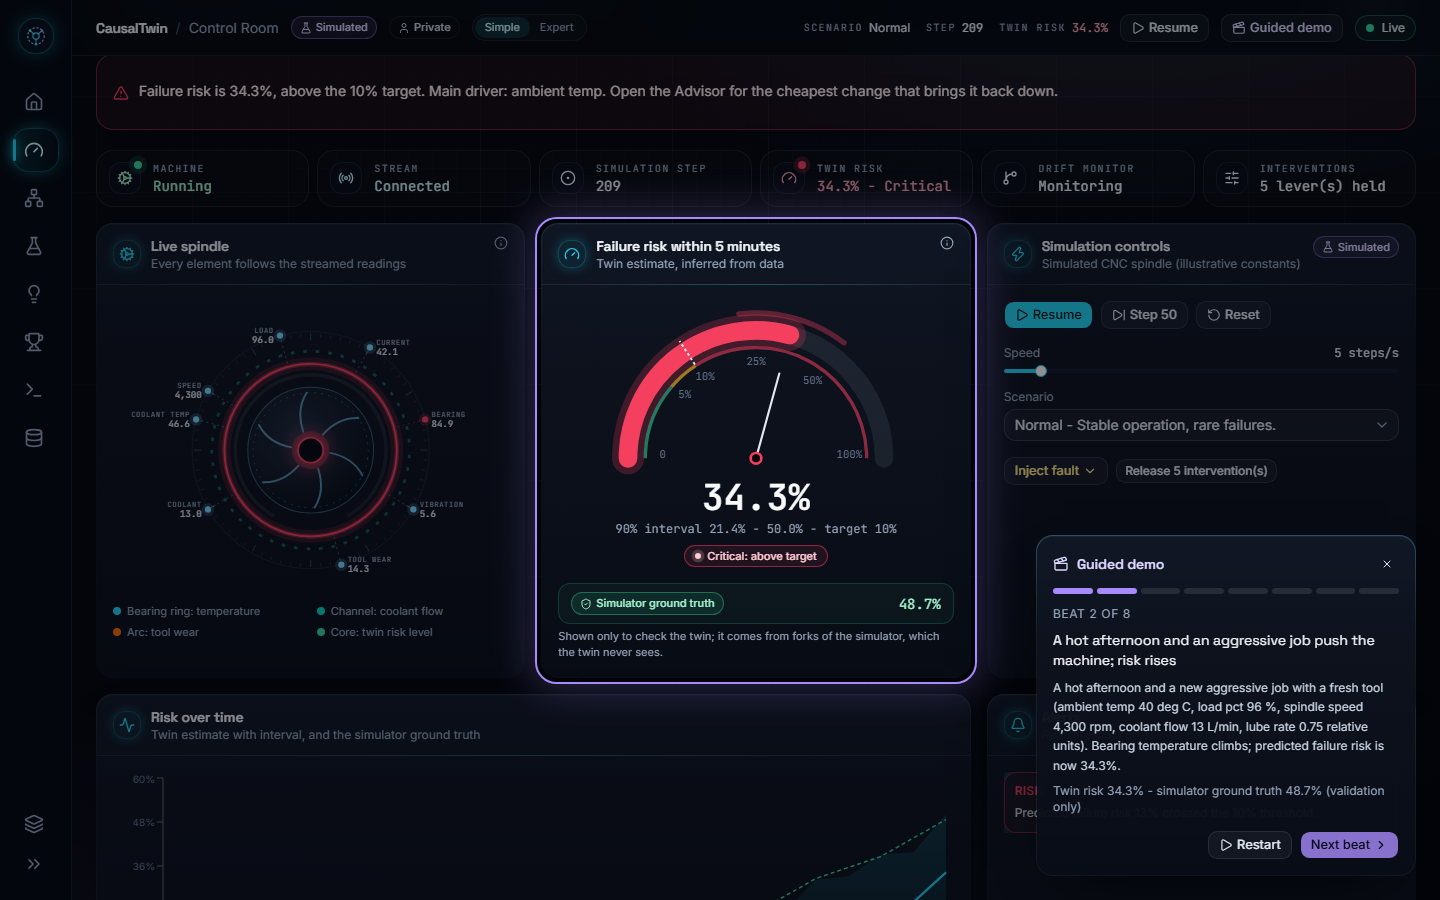 CausalTwin / Control Room Simulated Private Simple Expert SCENARIO Normal STEP 209 TWIN RISK 34.3% Resume Guided demo Live
Failure risk is 34.3%, above the 10% target. Main driver: ambient temp. Open the Advisor for the cheapest change that brings it back down.
MACHINE
Running
STREAM
Connected
SIMULATION STEP
209
TWIN RISK
34.3% - Critical
DRIFT MONITOR
Monitoring
INTERVENTIONS
5 lever(s) held
Live spindle
Every element follows the streamed readings
LOAD
96.0
CURRENT
42.1
SPEED
4,300
COOLANT TEMP
46.6
BEARING
84.9
COOLANT
13.0
VIBRATION
5.6
TOOL WEAR
14.3
Bearing ring: temperature
Channel: coolant flow
Arc: tool wear
Core: twin risk level
Failure risk within 5 minutes
Twin estimate, inferred from data
25%
10%
50%
5%
0
100%
34.3%
90% interval 21.4% - 50.0% - target 10%
Critical: above target
Simulator ground truth 48.7%
Shown only to check the twin; it comes from forks of the simulator, which
the twin never sees.
Simulation controls
Simulated CNC spindle (illustrative constants)
Simulated
Resume Step 50 Reset
Speed 5 steps/s
Scenario
Normal - Stable operation, rare failures.
Inject fault Release 5 intervention(s)
Risk over time
Twin estimate with interval, and the simulator ground truth
60%
48%
36%
Guided demo
BEAT 2 OF 8
A hot afternoon and an aggressive job push the
machine; risk rises
A hot afternoon and a new aggressive job with a fresh tool
(ambient temp 40 deg C, load pct 96 %, spindle speed
4,300 rpm, coolant flow 13 L/min, lube rate 0.75 relative
units). Bearing temperature climbs; predicted failure risk is
now 34.3%.
Twin risk 34.3% - simulator ground truth 48.7% (validation
only)
Restart Next beat